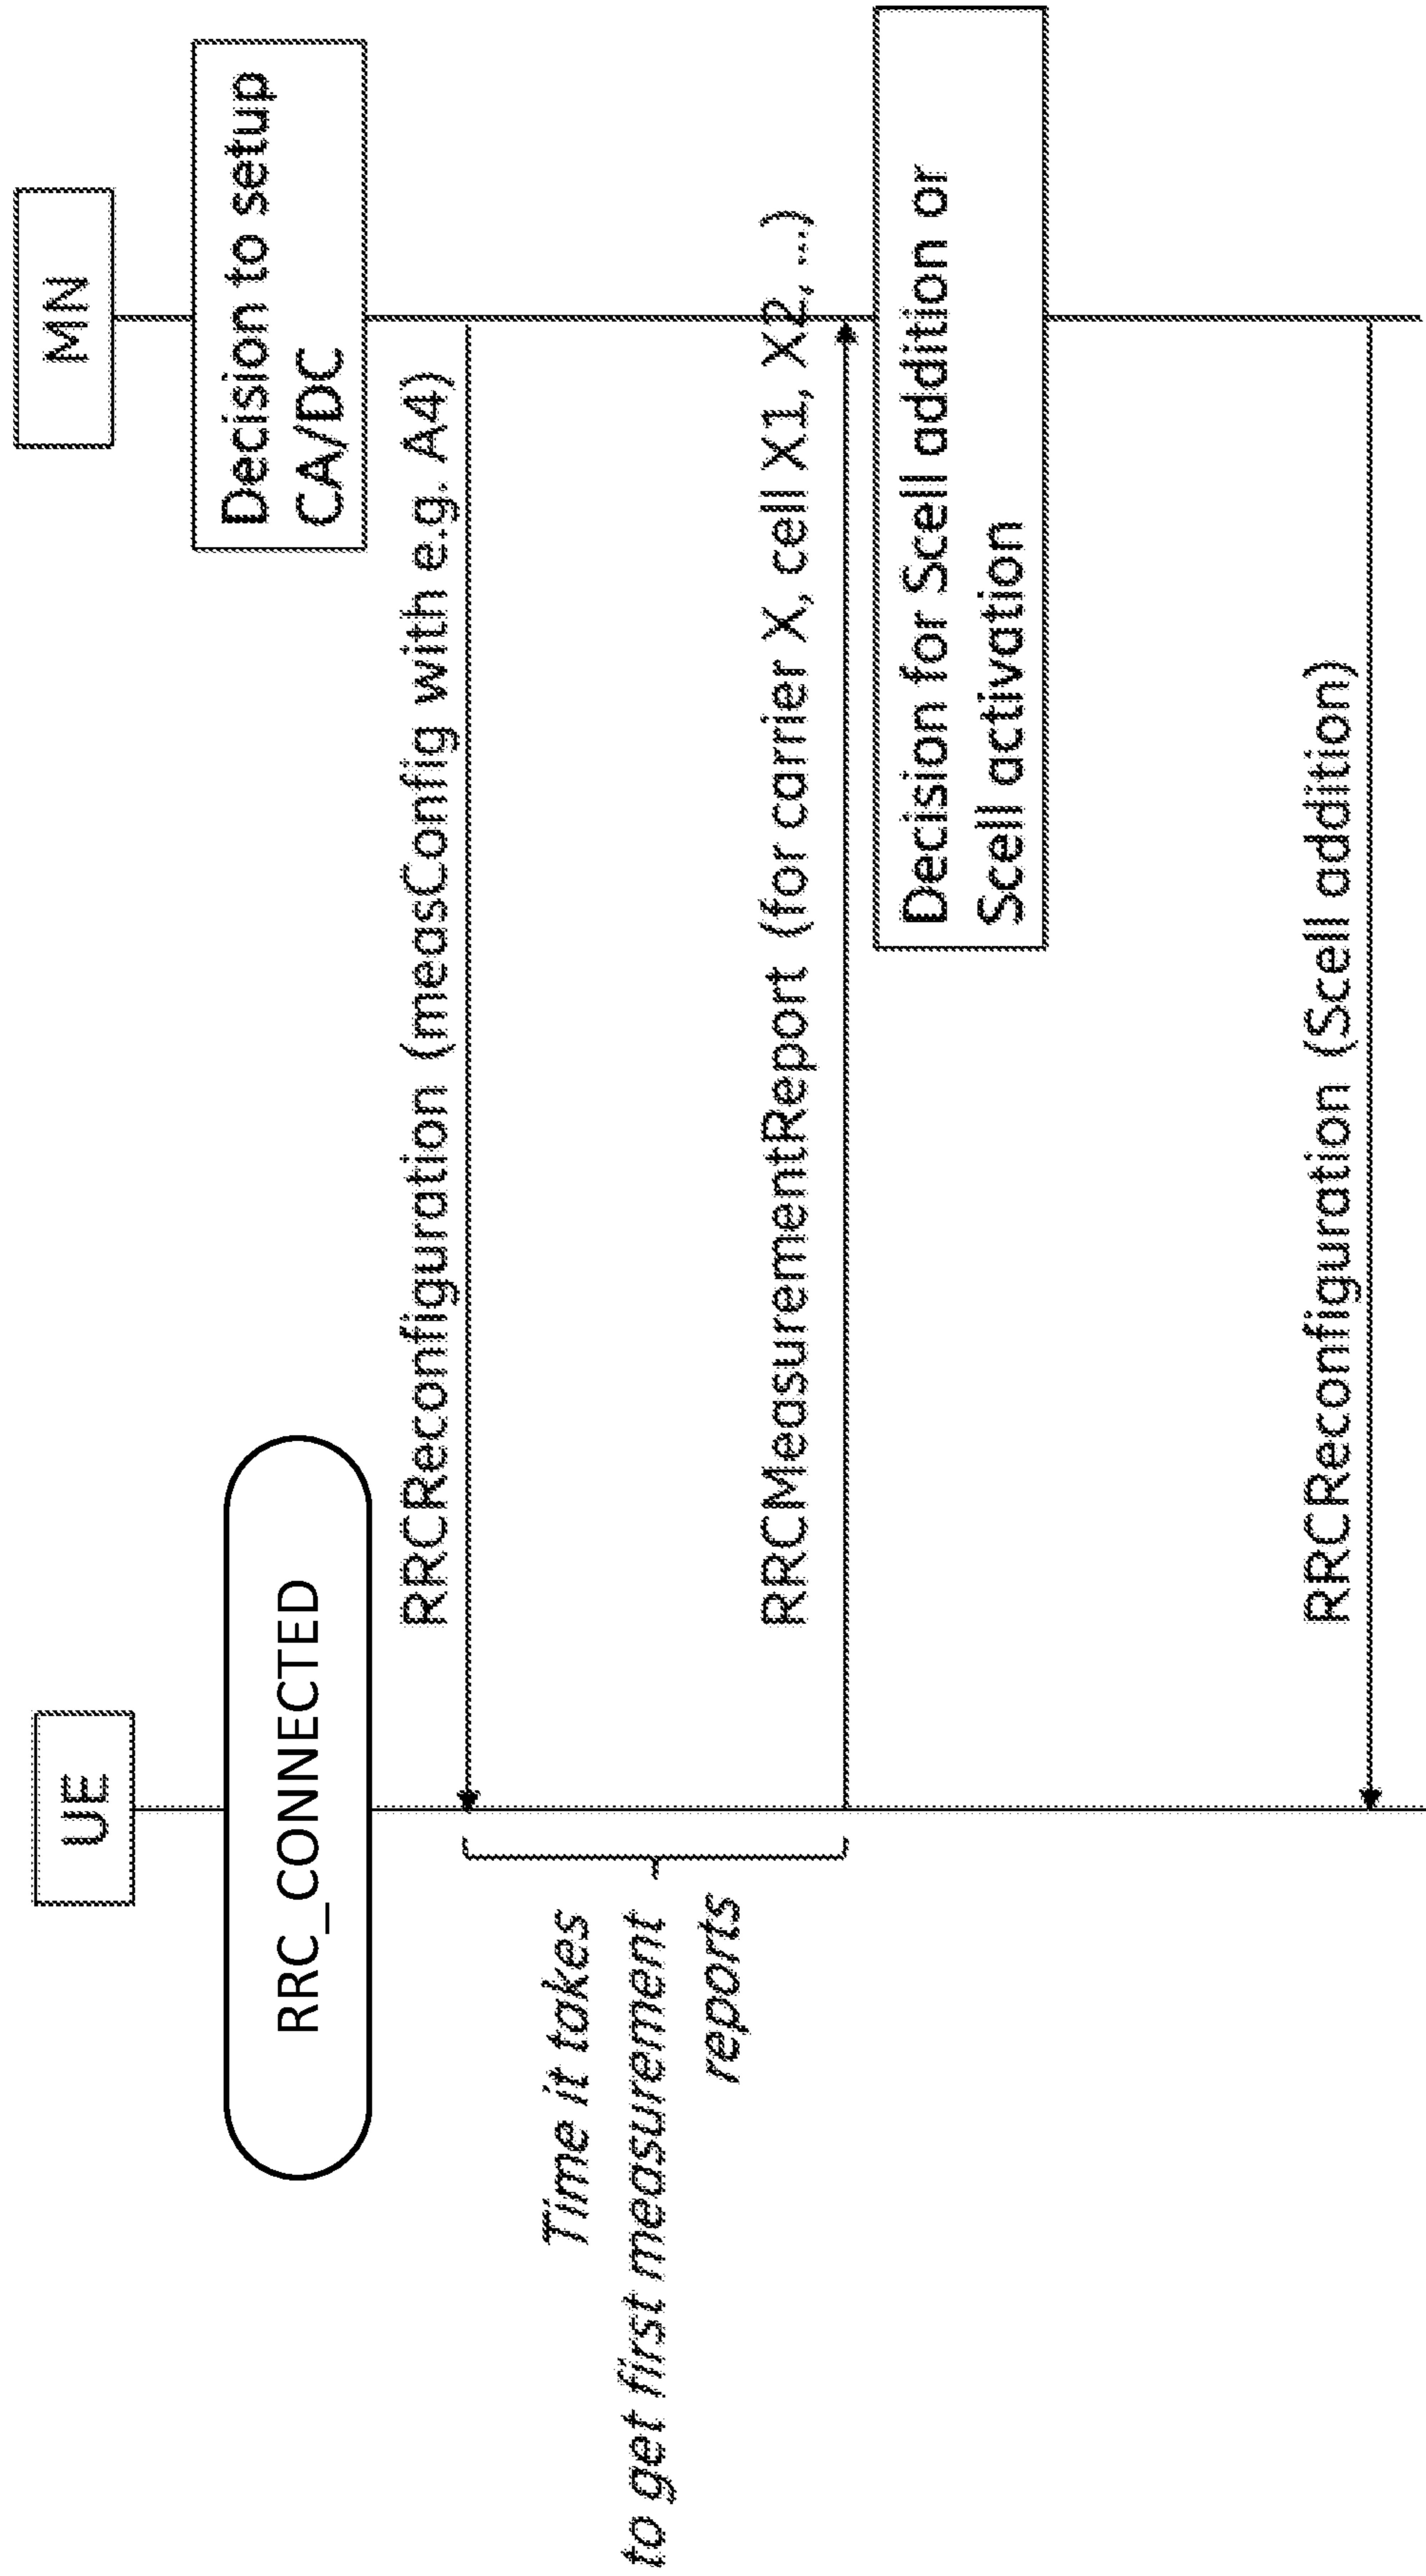 UE
MN
RRC_CONNECTED
Decision to setup
CA/DC
RRCReconfiguration (measConfig with e.g. A4)
Time it takes
to get first measurement
reports
RRCMeasurementReport (for carrier X, cell X1, X2, ...)
Decision for Scell addition or
Scell activation
RRCReconfiguration (Scell addition)